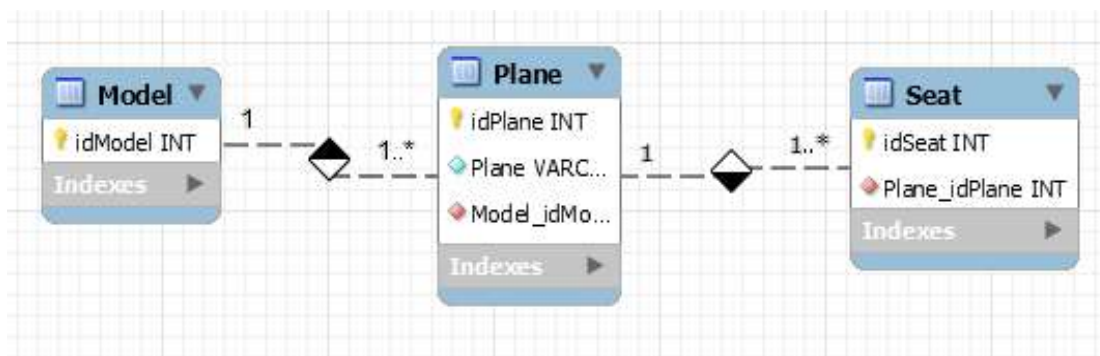 Model
idModel INT
Indexes
1
1..*
Plane
idPlane INT
Plane VARC...
Model_idMo...
Indexes
1
1..*
Seat
idSeat INT
Plane_idPlane INT
Indexes